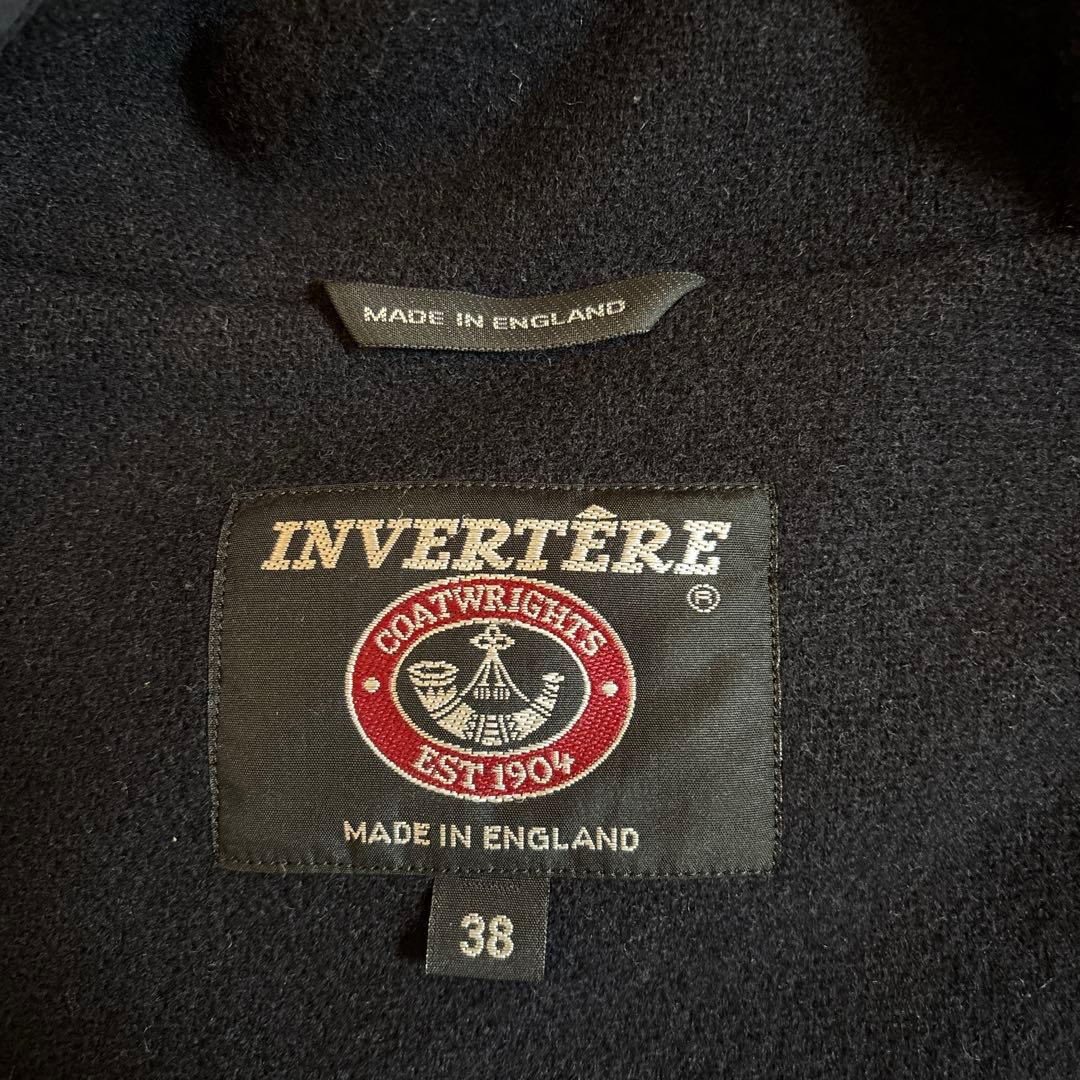 MADE IN ENGLAND
INVERTÊRE
®
COATWRIGHTS
EST 1904
MADE IN ENGLAND
38